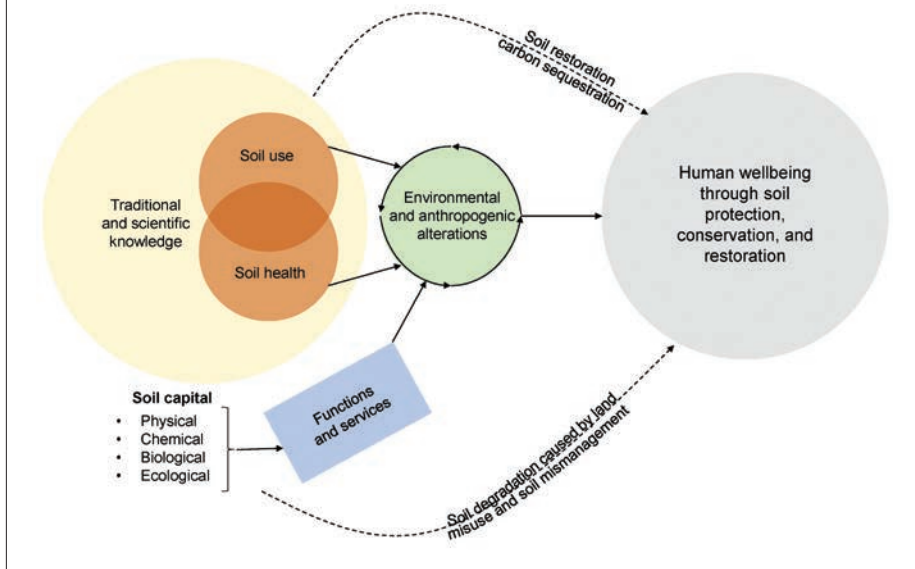 Soil restoration
carbon sequestration
Soil use
Traditional
and scientific
knowledge
Soil health
Environmental
and anthropogenic
alterations
Human wellbeing
through soil
protection,
conservation, and
restoration
Soil capital
• Physical
• Chemical
• Biological
• Ecological
Functions
and services
Soil degradation caused by land
misuse and soil mismanagement